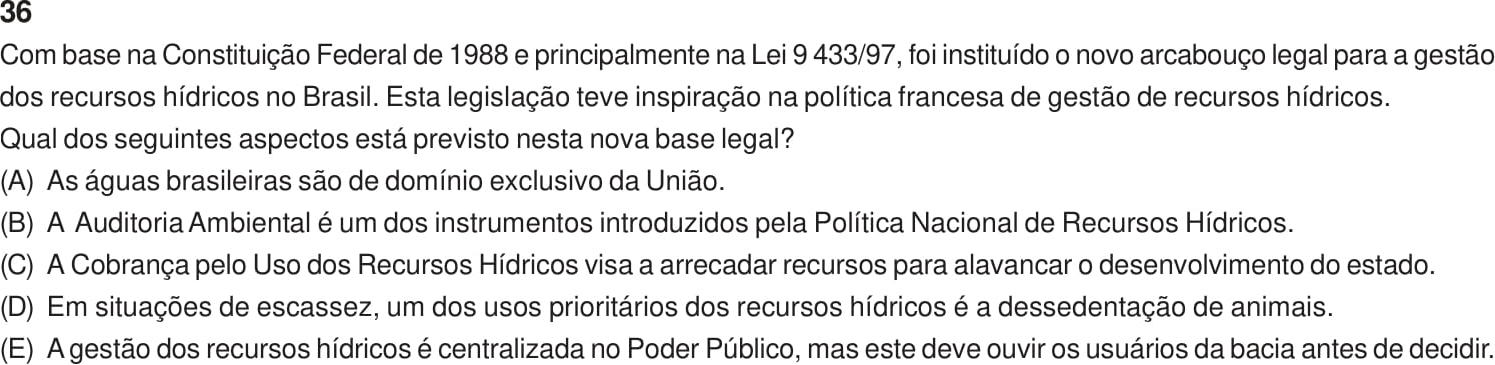 36
Com base na Constituição Federal de 1988 e principalmente na Lei 9 433/97, foi instituído o novo arcabouço legal para a gestão
dos recursos hídricos no Brasil. Esta legislação teve inspiração na política francesa de gestão de recursos hídricos.
Qual dos seguintes aspectos está previsto nesta nova base legal?
(A) As águas brasileiras são de domínio exclusivo da União.
(B) A Auditoria Ambiental é um dos instrumentos introduzidos pela Política Nacional de Recursos Hídricos.
(C) A Cobrança pelo Uso dos Recursos Hídricos visa a arrecadar recursos para alavancar o desenvolvimento do estado.
(D) Em situações de escassez, um dos usos prioritários dos recursos hídricos é a dessedentação de animais.
(E) A gestão dos recursos hídricos é centralizada no Poder Público, mas este deve ouvir os usuários da bacia antes de decidir.